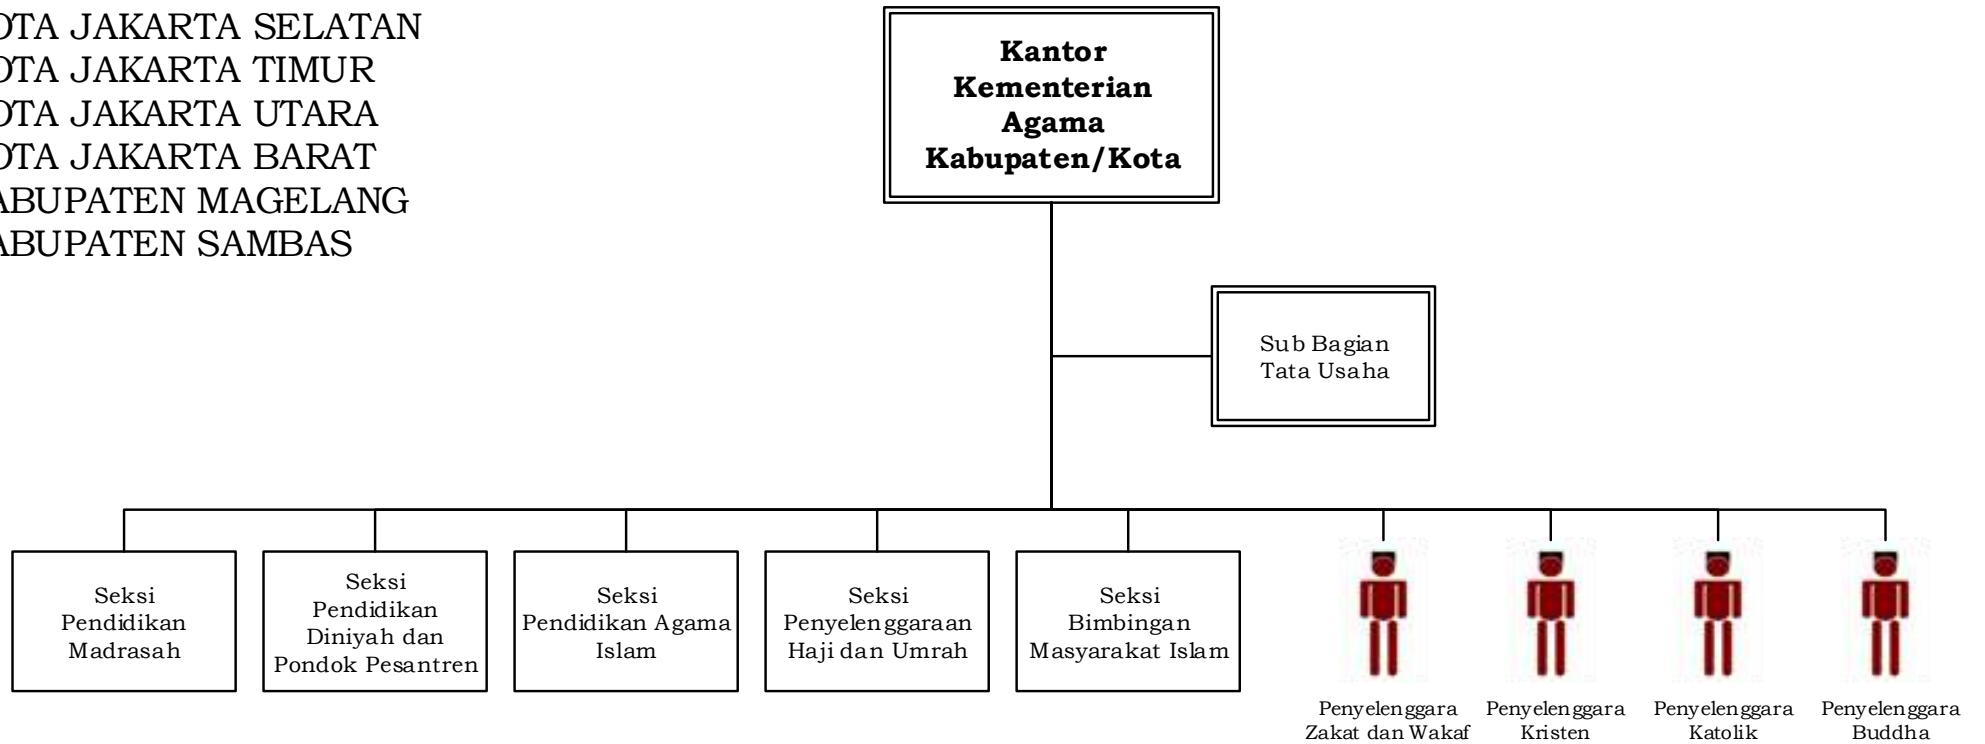 OTA JAKARTA SELATAN
OTA JAKARTA TIMUR
OTA JAKARTA UTARA
OTA JAKARTA BARAT
ABUPATEN MAGELANG
ABUPATEN SAMBAS
Kantor
Kementerian
Agama
Kabupaten/Kota
Sub Bagian
Tata Usaha
Seksi
Pendidikan
Madrasah
Seksi
Pendidikan
Diniyah dan
Pondok Pesantren
Seksi
Pendidikan Agama
Islam
Seksi
Penyelenggaraan
Haji dan Umrah
Seksi
Bimbingan
Masyarakat Islam
Penyelenggara
Zakat dan Wakaf
Penyelenggara
Kristen
Penyelenggara
Katolik
Penyelenggara
Buddha